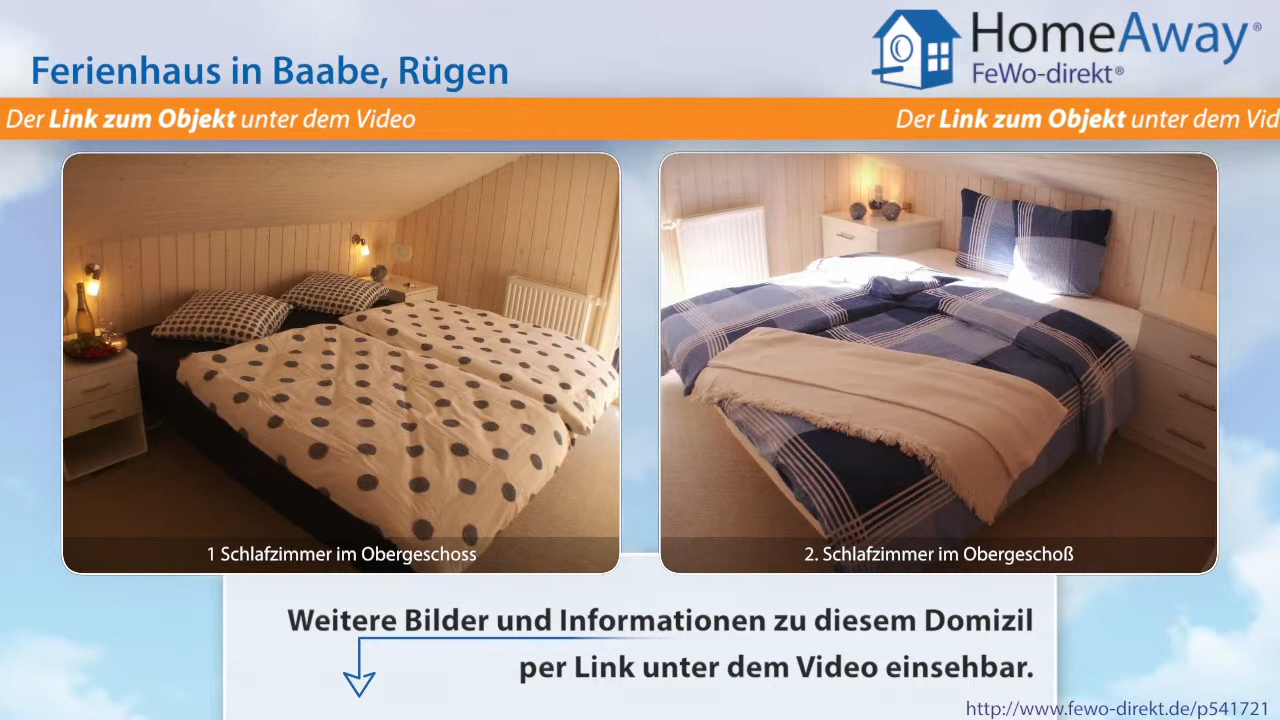 Ferienhaus in Baabe, Rügen
HomeAway®
FeWo-direkt®
Der Link zum Objekt unter dem Video
Der Link zum Objekt unter dem Vid
1 Schlafzimmer im Obergeschoss
2. Schlafzimmer im Obergeschoß
Weitere Bilder und Informationen zu diesem Domizil
per Link unter dem Video einsehbar.
http://www.fewo-direkt.de/p541721